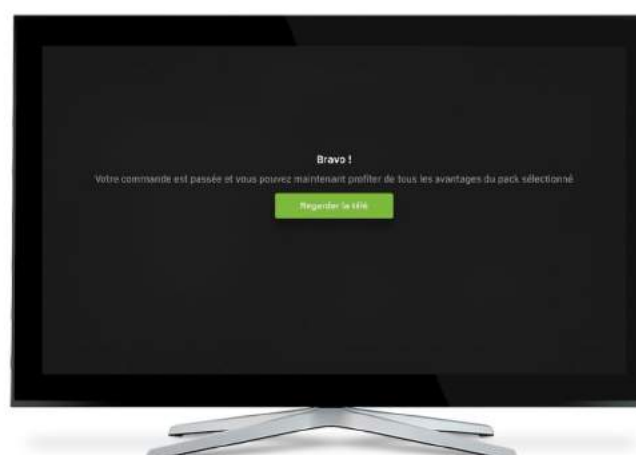 Bravo !
Votre commande est passée et vous pouvez maintenant profiter de tous les avantages du pack sélectionné
Regarder la télé